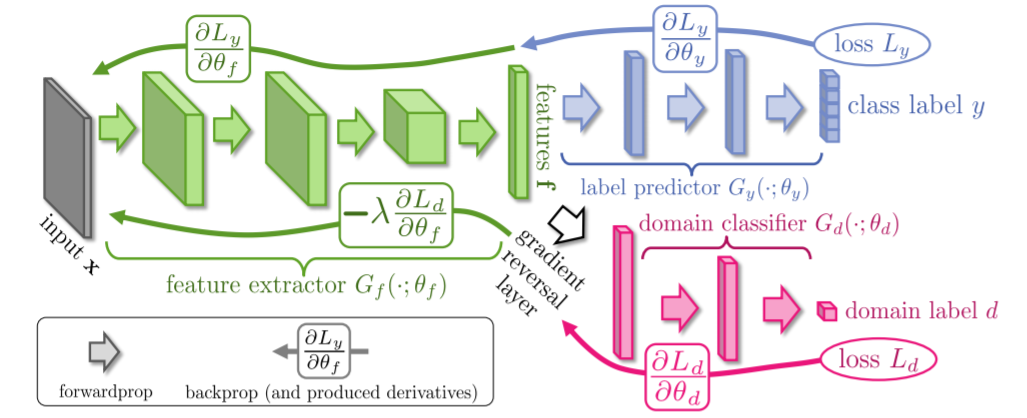 ∂L_y/∂θ_f
∂L_y/∂θ_y
loss L_y
input x
features f
class label y
label predictor G_y(·;θ_y)
−λ ∂L_d/∂θ_f
feature extractor G_f(·;θ_f)
gradient
reversal
layer
domain classifier G_d(·;θ_d)
domain label d
∂L_d/∂θ_d
loss L_d
forwardprop
∂L_y/∂θ_f
backprop (and produced derivatives)